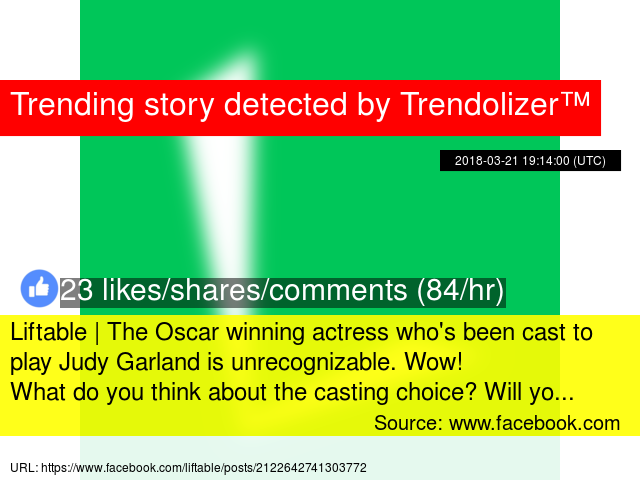 Trending story detected by Trendolizer™
2018-03-21 19:14:00 (UTC)
23 likes/shares/comments (84/hr)
Liftable | The Oscar winning actress who's been cast to
play Judy Garland is unrecognizable. Wow!
What do you think about the casting choice? Will yo...
Source: www.facebook.com
URL: https://www.facebook.com/liftable/posts/2122642741303772